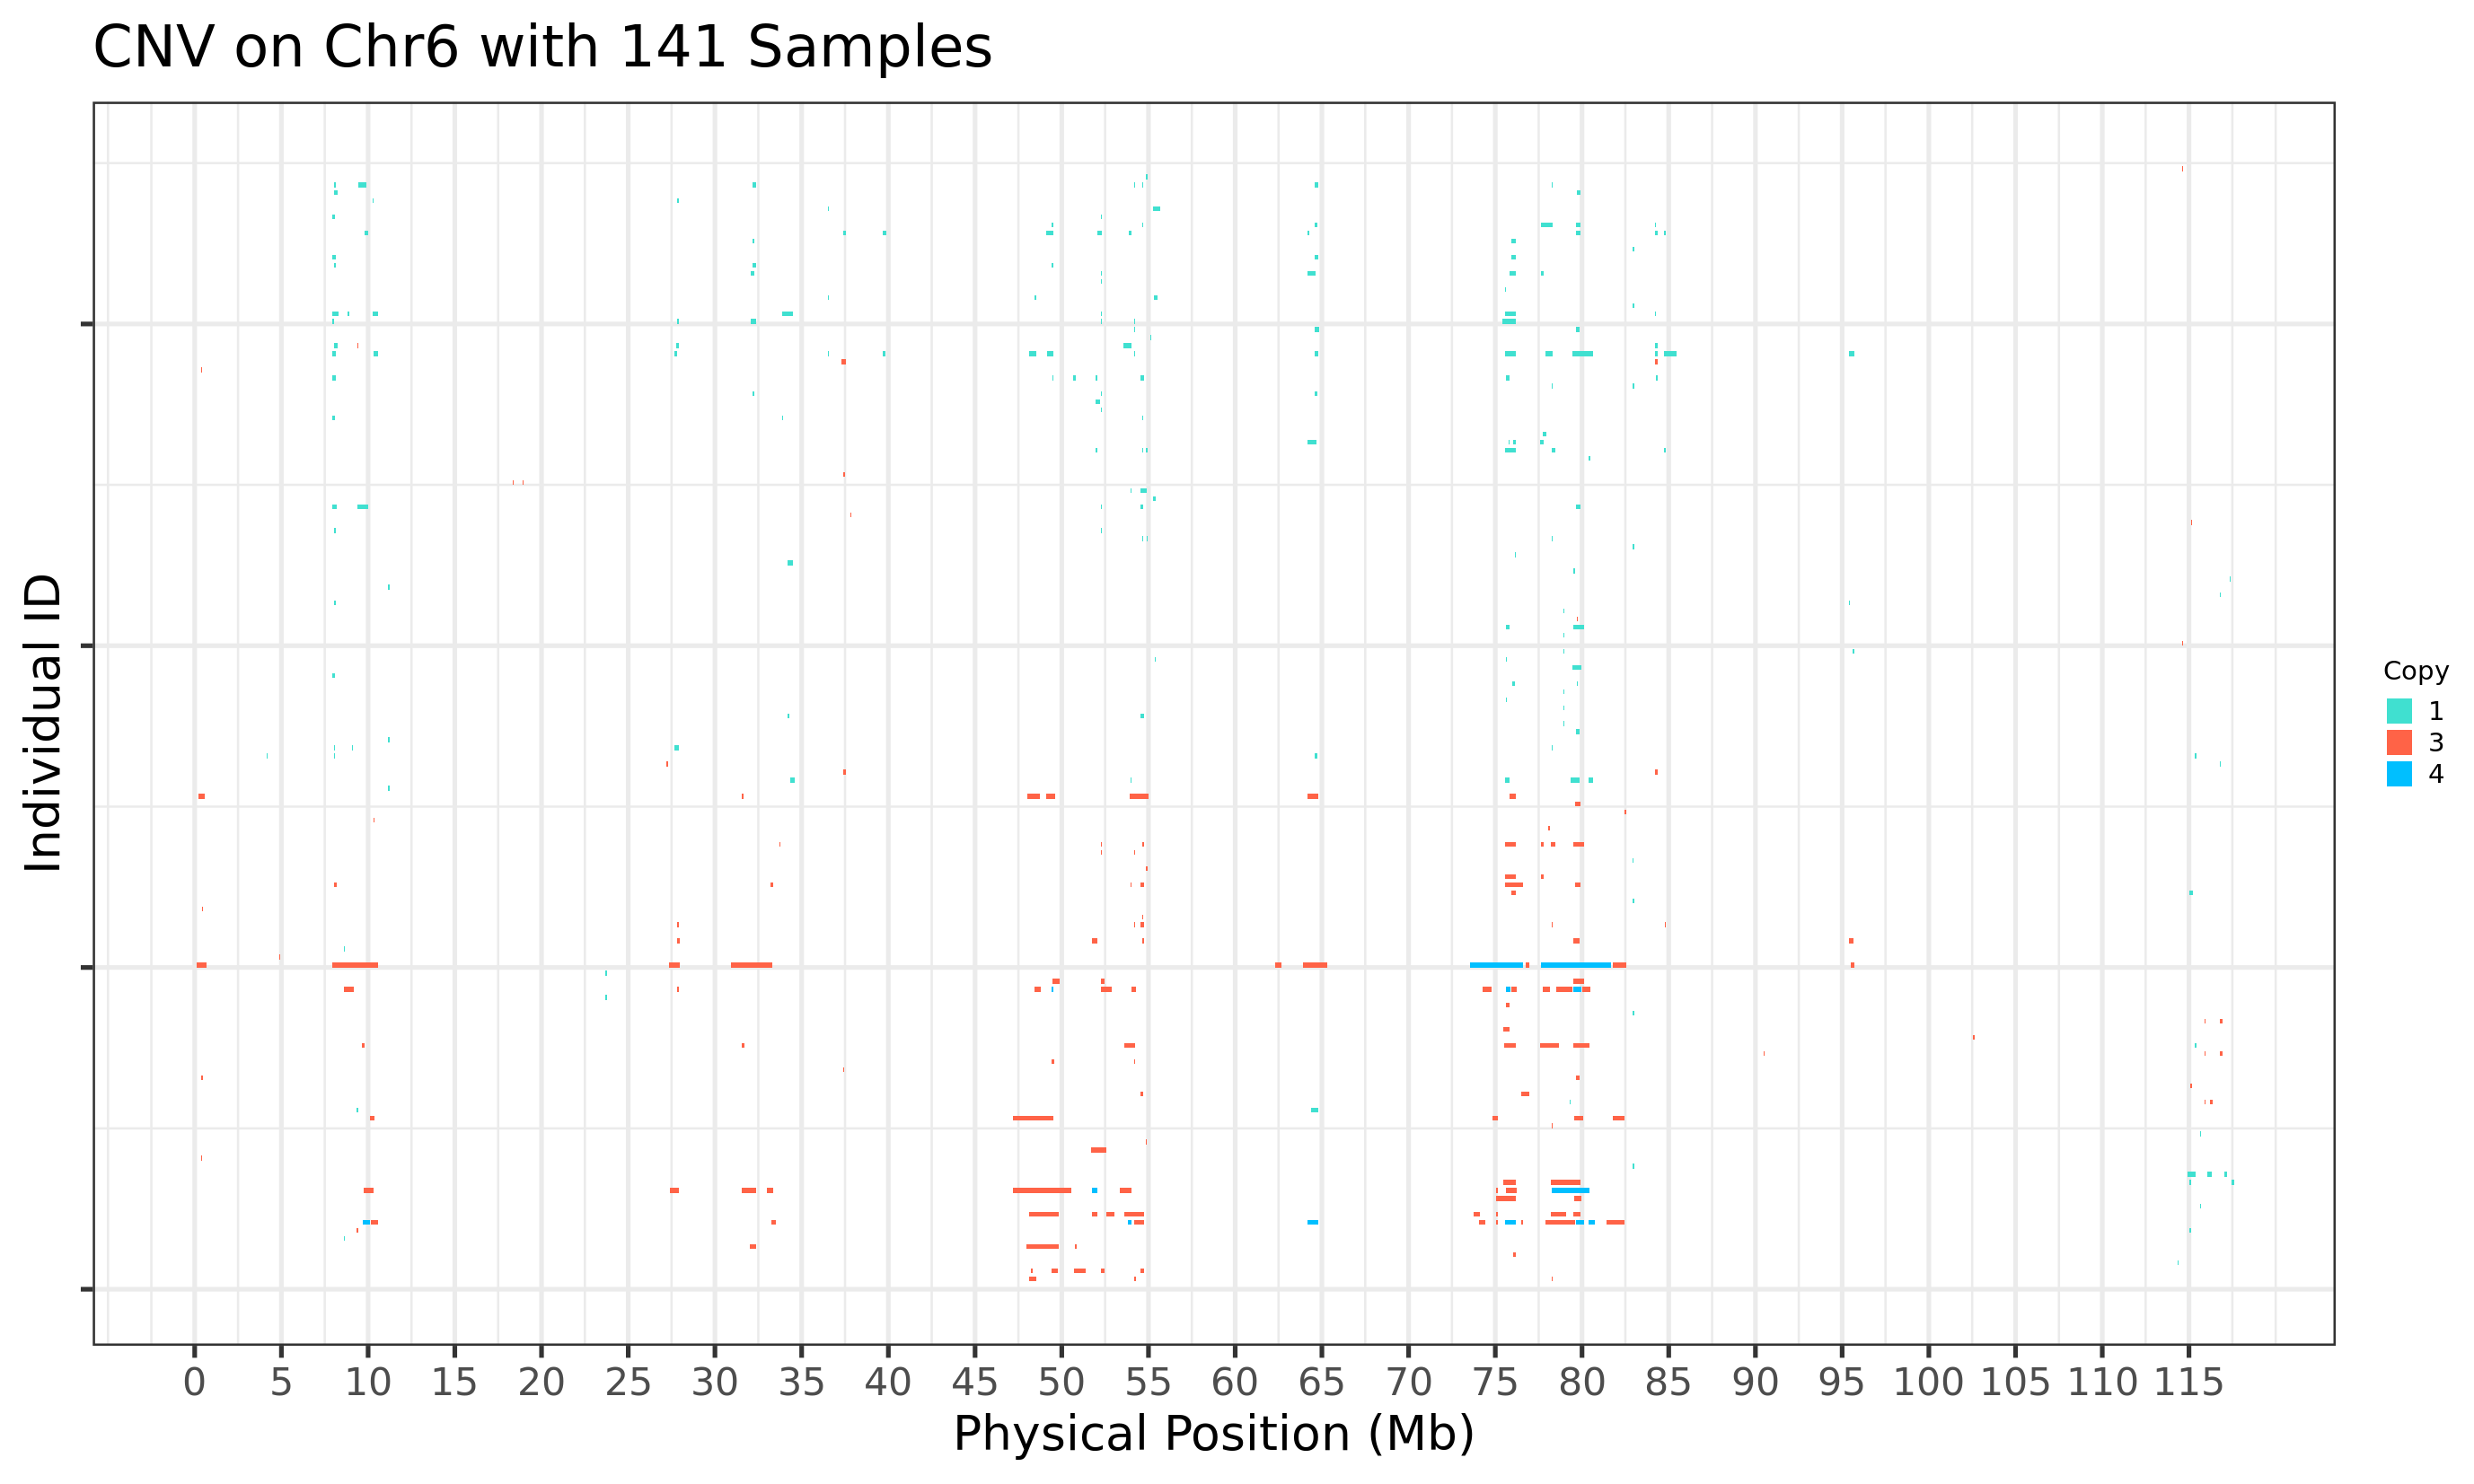 CNV on Chr6 with 141 Samples
Individual ID
Copy
1
3
4
0 5 10 15 20 25 30 35 40 45 50 55 60 65 70 75 80 85 90 95 100 105 110 115
Physical Position (Mb)